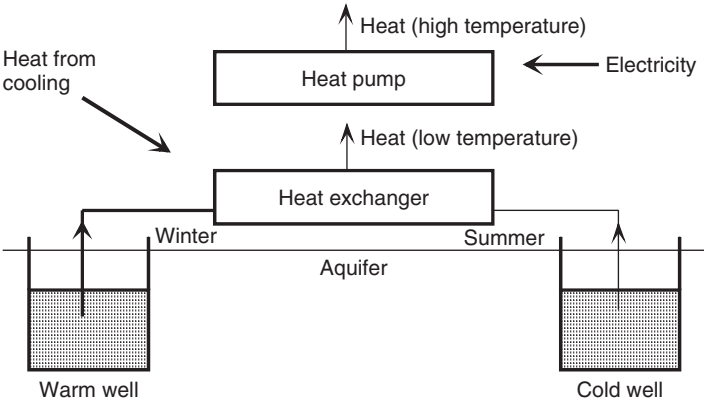 Heat (high temperature)
Heat from
cooling
Heat pump
Electricity
Heat (low temperature)
Heat exchanger
Winter
Summer
Aquifer
Warm well
Cold well